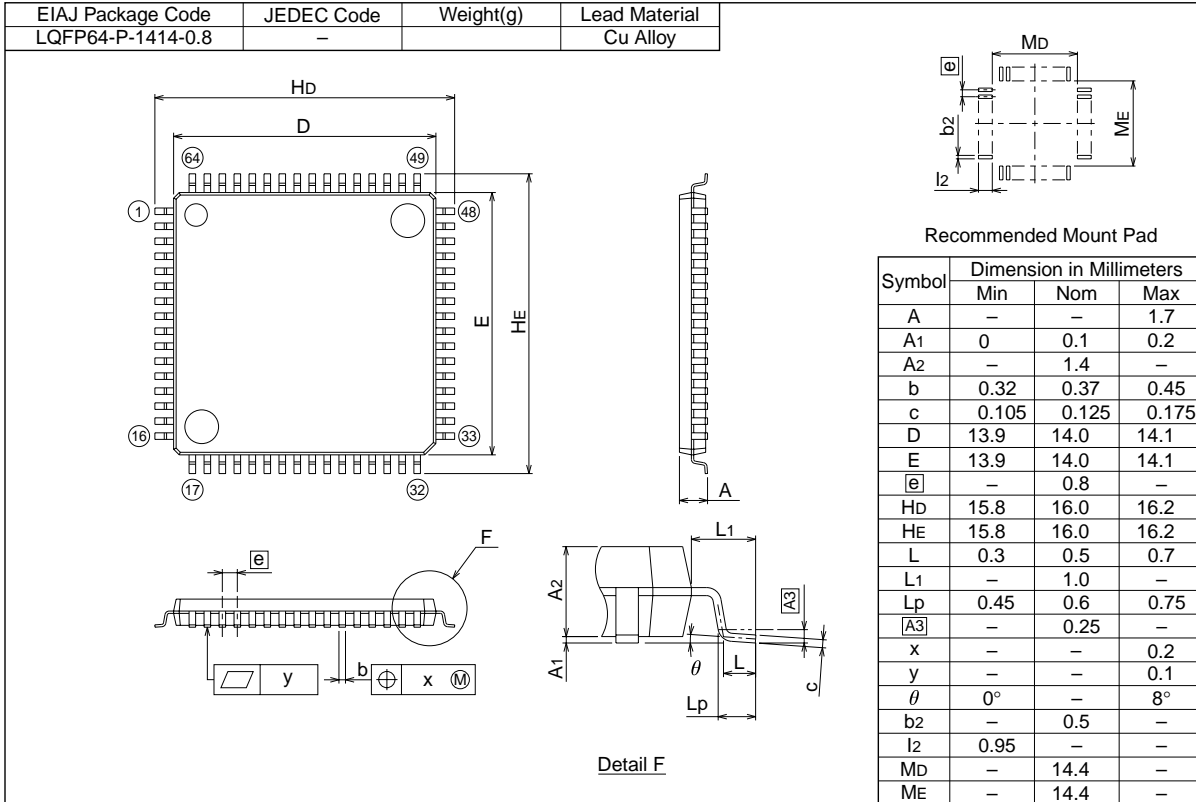 EIAJ Package Code JEDEC Code Weight(g) Lead Material
LQFP64-P-1414-0.8 – Cu Alloy
HD
D
64 49
1 48
E
HE
16 33
17 32
A
e
F
y
b
x M
A2
A1
L1
A3
θ
L
Lp
c
Detail F
MD
e
b2
ME
I2
Recommended Mount Pad
Symbol Dimension in Millimeters
Min Nom Max
A – – 1.7
A1 0 0.1 0.2
A2 – 1.4 –
b 0.32 0.37 0.45
c 0.105 0.125 0.175
D 13.9 14.0 14.1
E 13.9 14.0 14.1
e – 0.8 –
HD 15.8 16.0 16.2
HE 15.8 16.0 16.2
L 0.3 0.5 0.7
L1 – 1.0 –
Lp 0.45 0.6 0.75
A3 – 0.25 –
x – – 0.2
y – – 0.1
θ 0° – 8°
b2 – 0.5 –
I2 0.95 – –
MD – 14.4 –
ME – 14.4 –